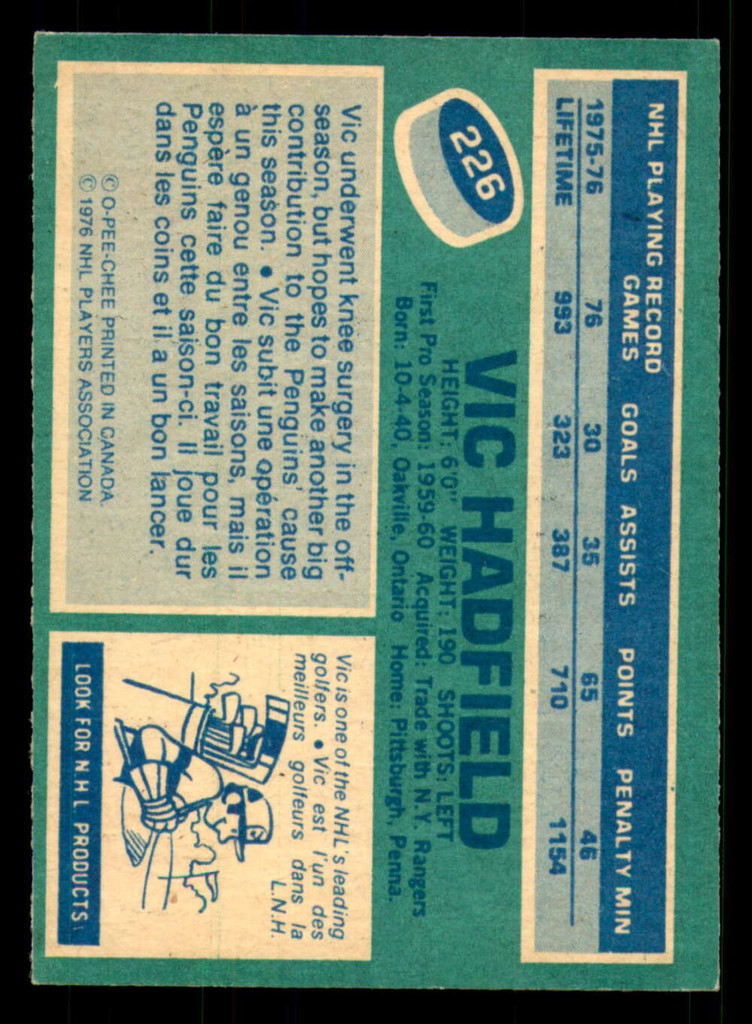 NHL PLAYING RECORD
GAMES GOALS ASSISTS POINTS PENALTY MIN
1975-76 76 30 35 65 46
LIFETIME 993 323 387 710 1154
226
VIC HADFIELD
HEIGHT: 6'0" WEIGHT: 190 SHOOTS: LEFT
First Pro Season: 1959-60 Acquired: Trade with N.Y. Rangers
Born: 10-4-40, Oakville, Ontario Home: Pittsburgh, Penna.
Vic underwent knee surgery in the off-
season, but hopes to make another big
contribution to the Penguins' cause
this season. • Vic subit une opération
à un genou entre les saisons, mais il
espère faire du bon travail pour les
Penguins cette saison-ci. Il joue dur
dans les coins et il a un bon lancer.
© O-PEE-CHEE PRINTED IN CANADA.
© 1976 NHL PLAYERS ASSOCIATION
Vic is one of the NHL's leading
golfers. • Vic est l'un des
meilleurs golfeurs dans la
L.N.H.
LOOK FOR N.H.L. PRODUCTS!